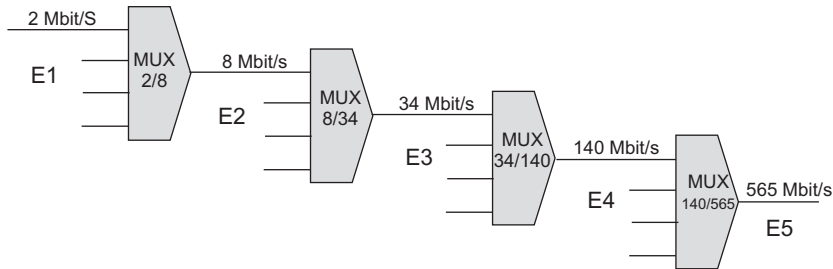 2 Mbit/S
E1
MUX
2/8
8 Mbit/s
E2
MUX
8/34
34 Mbit/s
E3
MUX
34/140
140 Mbit/s
E4
MUX
140/565
565 Mbit/s
E5